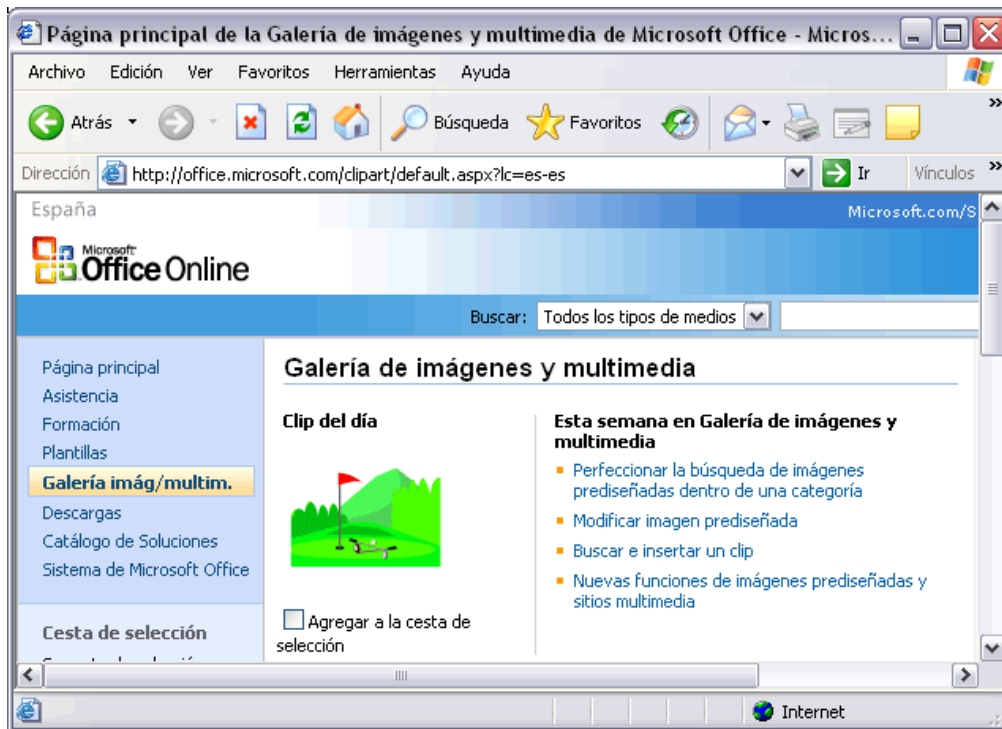 Página principal de la Galería de imágenes y multimedia de Microsoft Office - Micros...
Archivo Edición Ver Favoritos Herramientas Ayuda
Atrás Búsqueda Favoritos
Dirección http://office.microsoft.com/clipart/default.aspx?lc=es-es Ir Vínculos
España Microsoft.com/S
Microsoft
Office Online
Buscar: Todos los tipos de medios
Página principal
Asistencia
Formación
Plantillas
Galería imág/multim.
Descargas
Catálogo de Soluciones
Sistema de Microsoft Office
Cesta de selección
Galería de imágenes y multimedia
Clip del día
Agregar a la cesta de
selección
Esta semana en Galería de imágenes y
multimedia
Perfeccionar la búsqueda de imágenes
prediseñadas dentro de una categoría
Modificar imagen prediseñada
Buscar e insertar un clip
Nuevas funciones de imágenes prediseñadas y
sitios multimedia
Internet